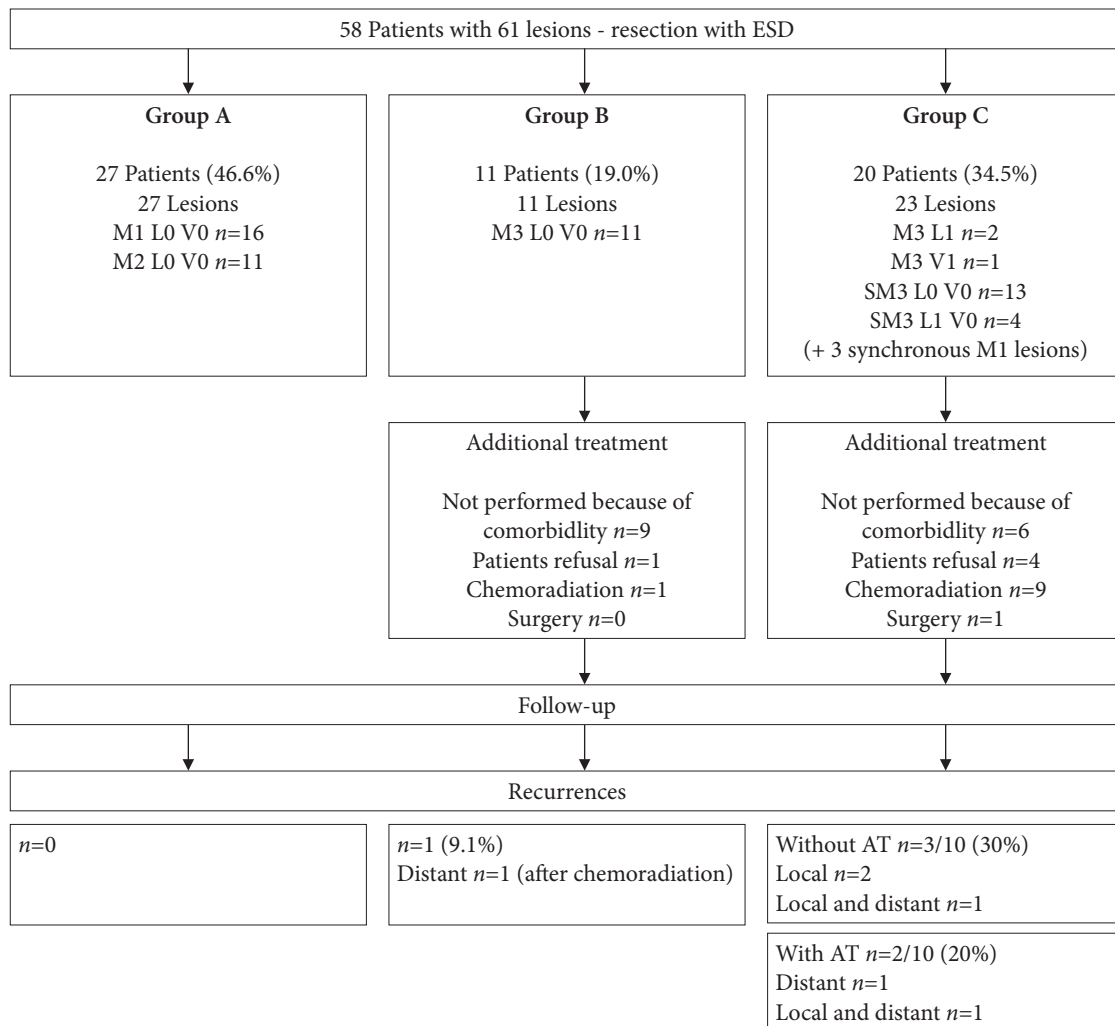 58 Patients with 61 lesions - resection with ESD
Group A
27 Patients (46.6%)
27 Lesions
M1 L0 V0 n=16
M2 L0 V0 n=11
Group B
11 Patients (19.0%)
11 Lesions
M3 L0 V0 n=11
Group C
20 Patients (34.5%)
23 Lesions
M3 L1 n=2
M3 V1 n=1
SM3 L0 V0 n=13
SM3 L1 V0 n=4
(+ 3 synchronous M1 lesions)
Additional treatment
Not performed because of
comorbidlity n=9
Patients refusal n=1
Chemoradiation n=1
Surgery n=0
Additional treatment
Not performed because of
comorbidlity n=6
Patients refusal n=4
Chemoradiation n=9
Surgery n=1
Follow-up
Recurrences
n=0
n=1 (9.1%)
Distant n=1 (after chemoradiation)
Without AT n=3/10 (30%)
Local n=2
Local and distant n=1
With AT n=2/10 (20%)
Distant n=1
Local and distant n=1